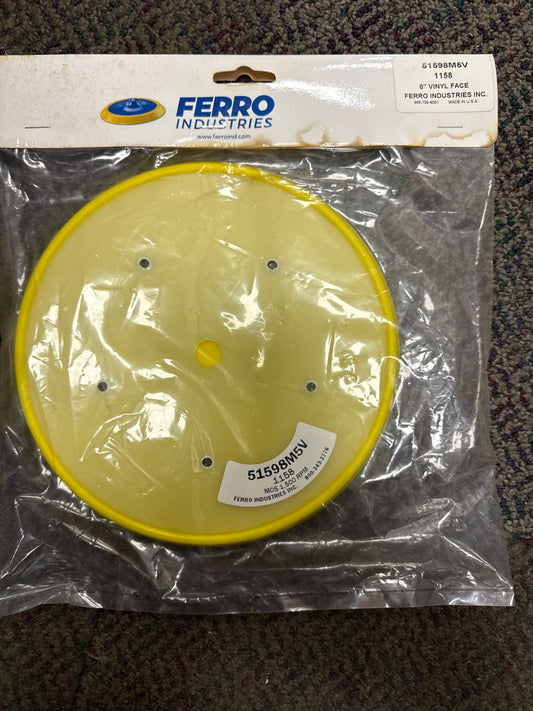 51598M5V
1158
8" VINYL FACE
FERRO INDUSTRIES INC.
MADE IN U.S.A.
FERRO
INDUSTRIES
www.ferroind.com
51598M5V
1158
MOS 1,500 RPM
FERRO INDUSTRIES INC.